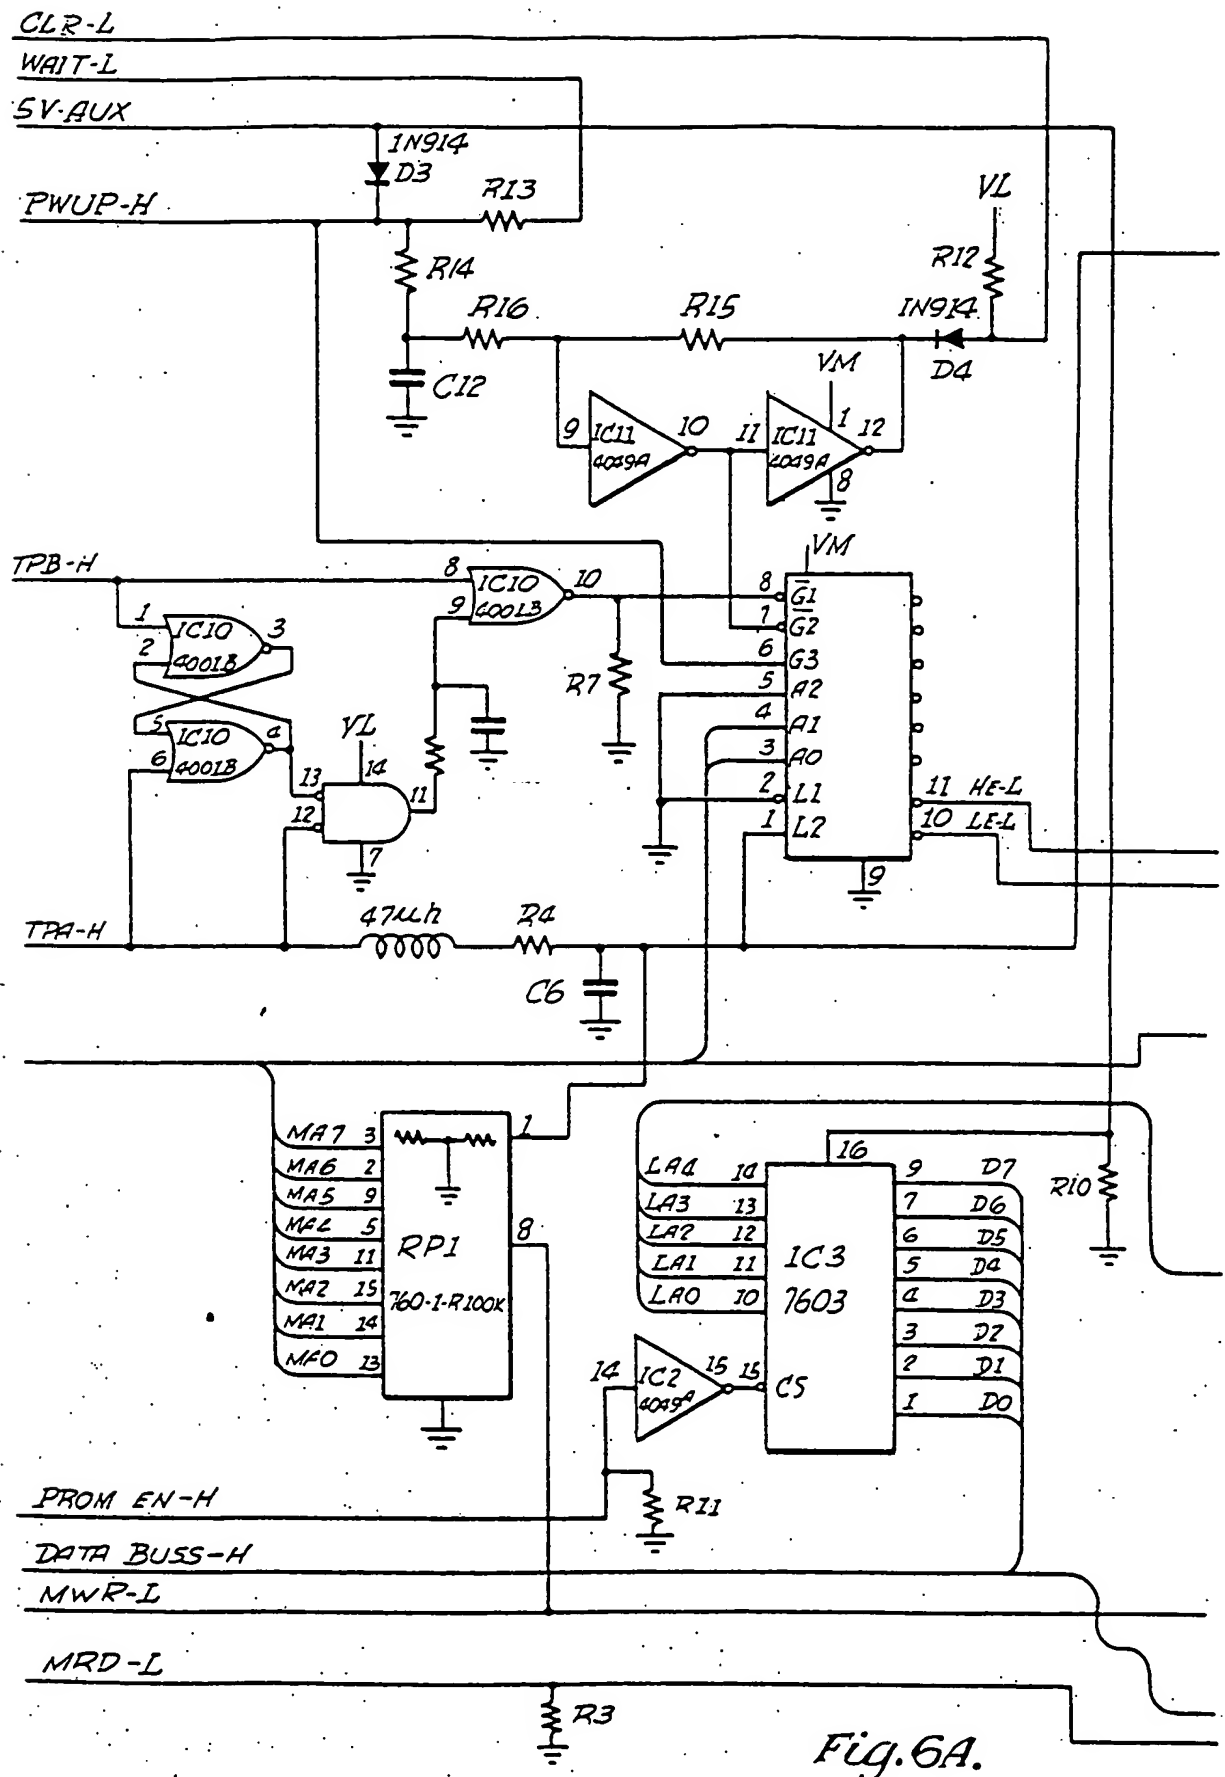 CLR-L
WAIT-L
5V-AUX
1N914
D3
PWUP-H
R13
VL
R14
R12
R16
R15
1N914
D4
C12
VM
9
IC11
4049A
10
11
IC11
4049A
1
12
8
VM
TPB-H
8
IC10
4001B
10
9
8
G1
7
G2
6
G3
5
A2
4
A1
3
A0
2
L1
1
L2
11
HE-L
10
LE-L
9
1
IC10
4001B
3
2
R7
5
IC10
4001B
4
6
VL
14
13
12
11
7
TPA-H
47μh
R4
C6
MA7 3
MA6 2
MA5 9
MA4 5
MA3 11
MA2 15
MA1 14
MA0 13
1
8
RP1
760-1-R100K
16
LA4 14
LA3 13
LA2 12
LA1 11
LA0 10
IC3
7603
CS
9 D7
7 D6
6 D5
5 D4
4 D3
3 D2
2 D1
1 D0
R10
14
IC2
4049A
15
15
R11
PROM EN-H
DATA BUSS-H
MWR-L
MRD-L
R3
Fig.6A.